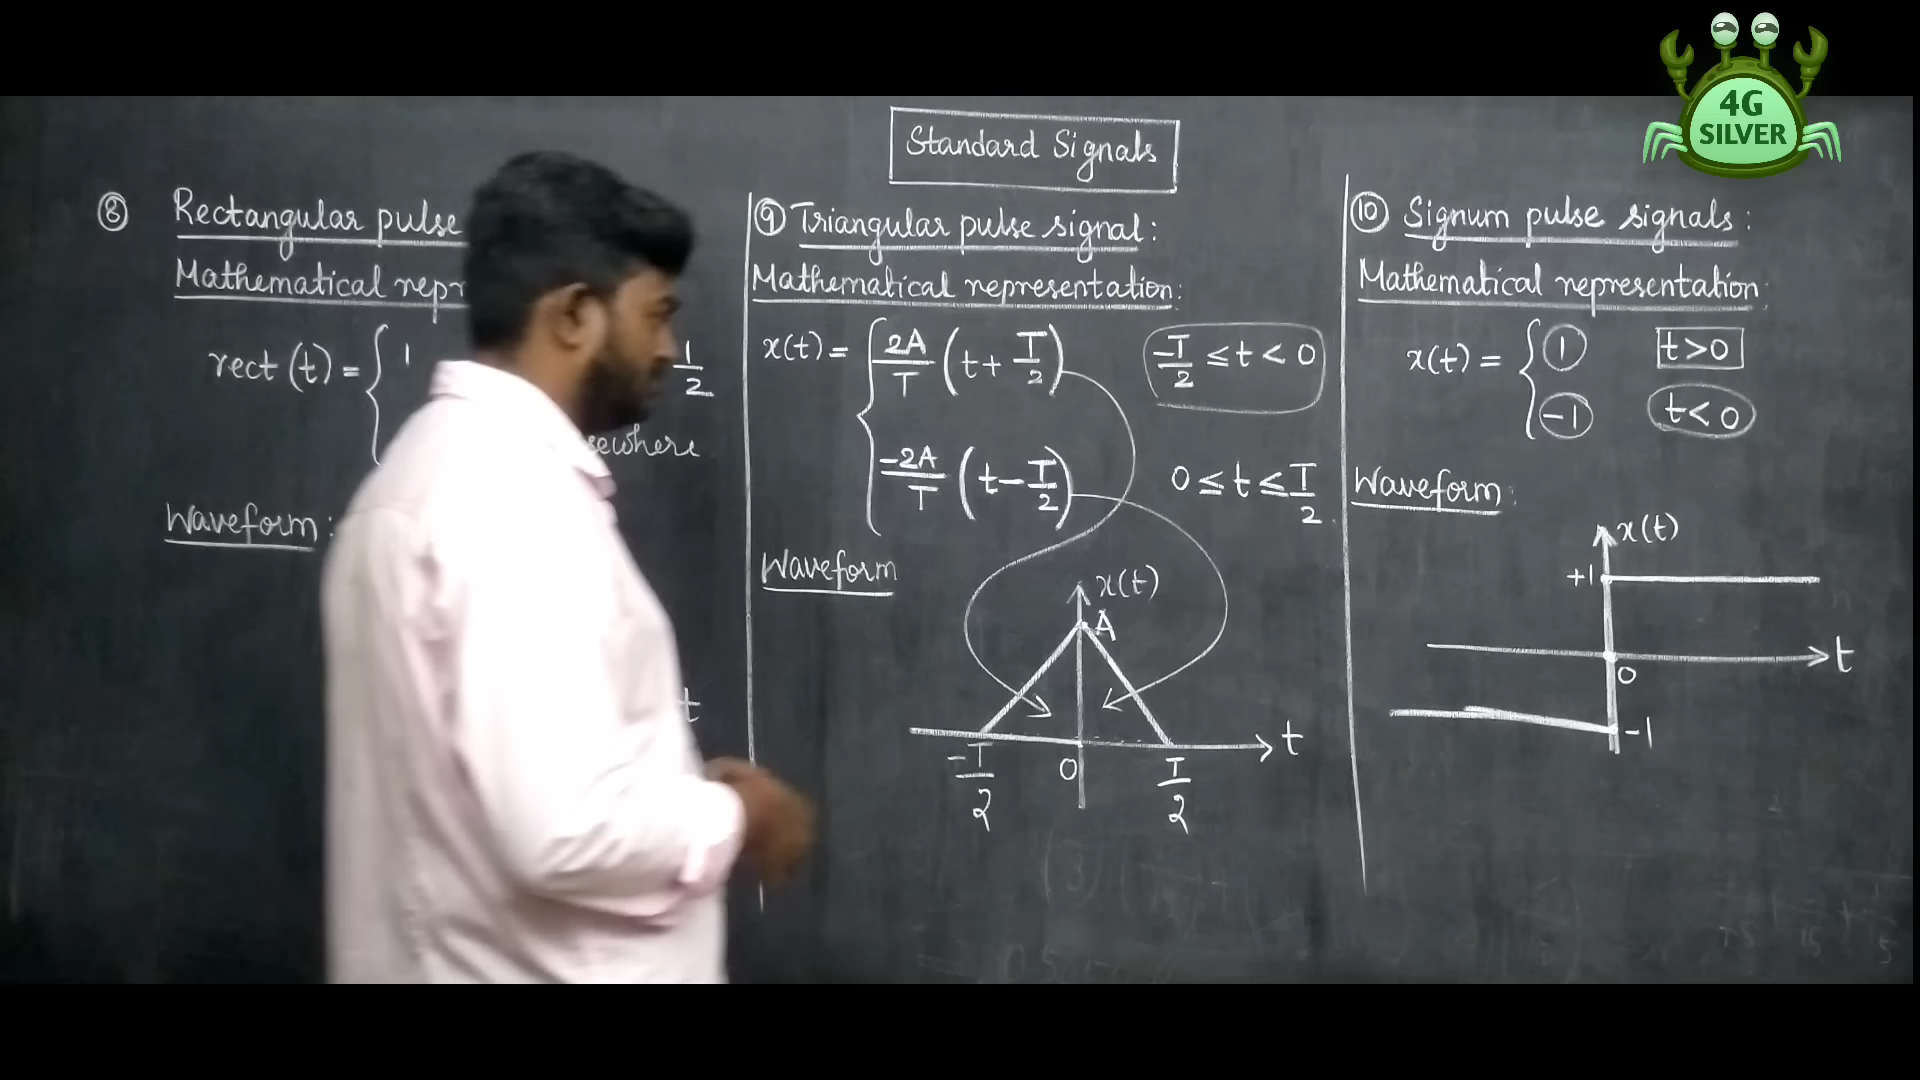 4G
SILVER
Standard Signals
⑧ Rectangular pulse
Mathematical
rect (t) = { 1
1/2
Waveform:
t
⑨ Triangular pulse signal:
Mathematical representation:
x(t) = { 2A/T (t + T/2) -T/2 ≤ t < 0
-2A/T (t - T/2) 0 ≤ t ≤ T/2
Waveform
x(t)
A
t
-T/2 0 T/2
⑩ Signum pulse signals:
Mathematical representation:
x(t) = { 1 t>0
-1 t<0
Waveform:
x(t)
+1
t
0
-1